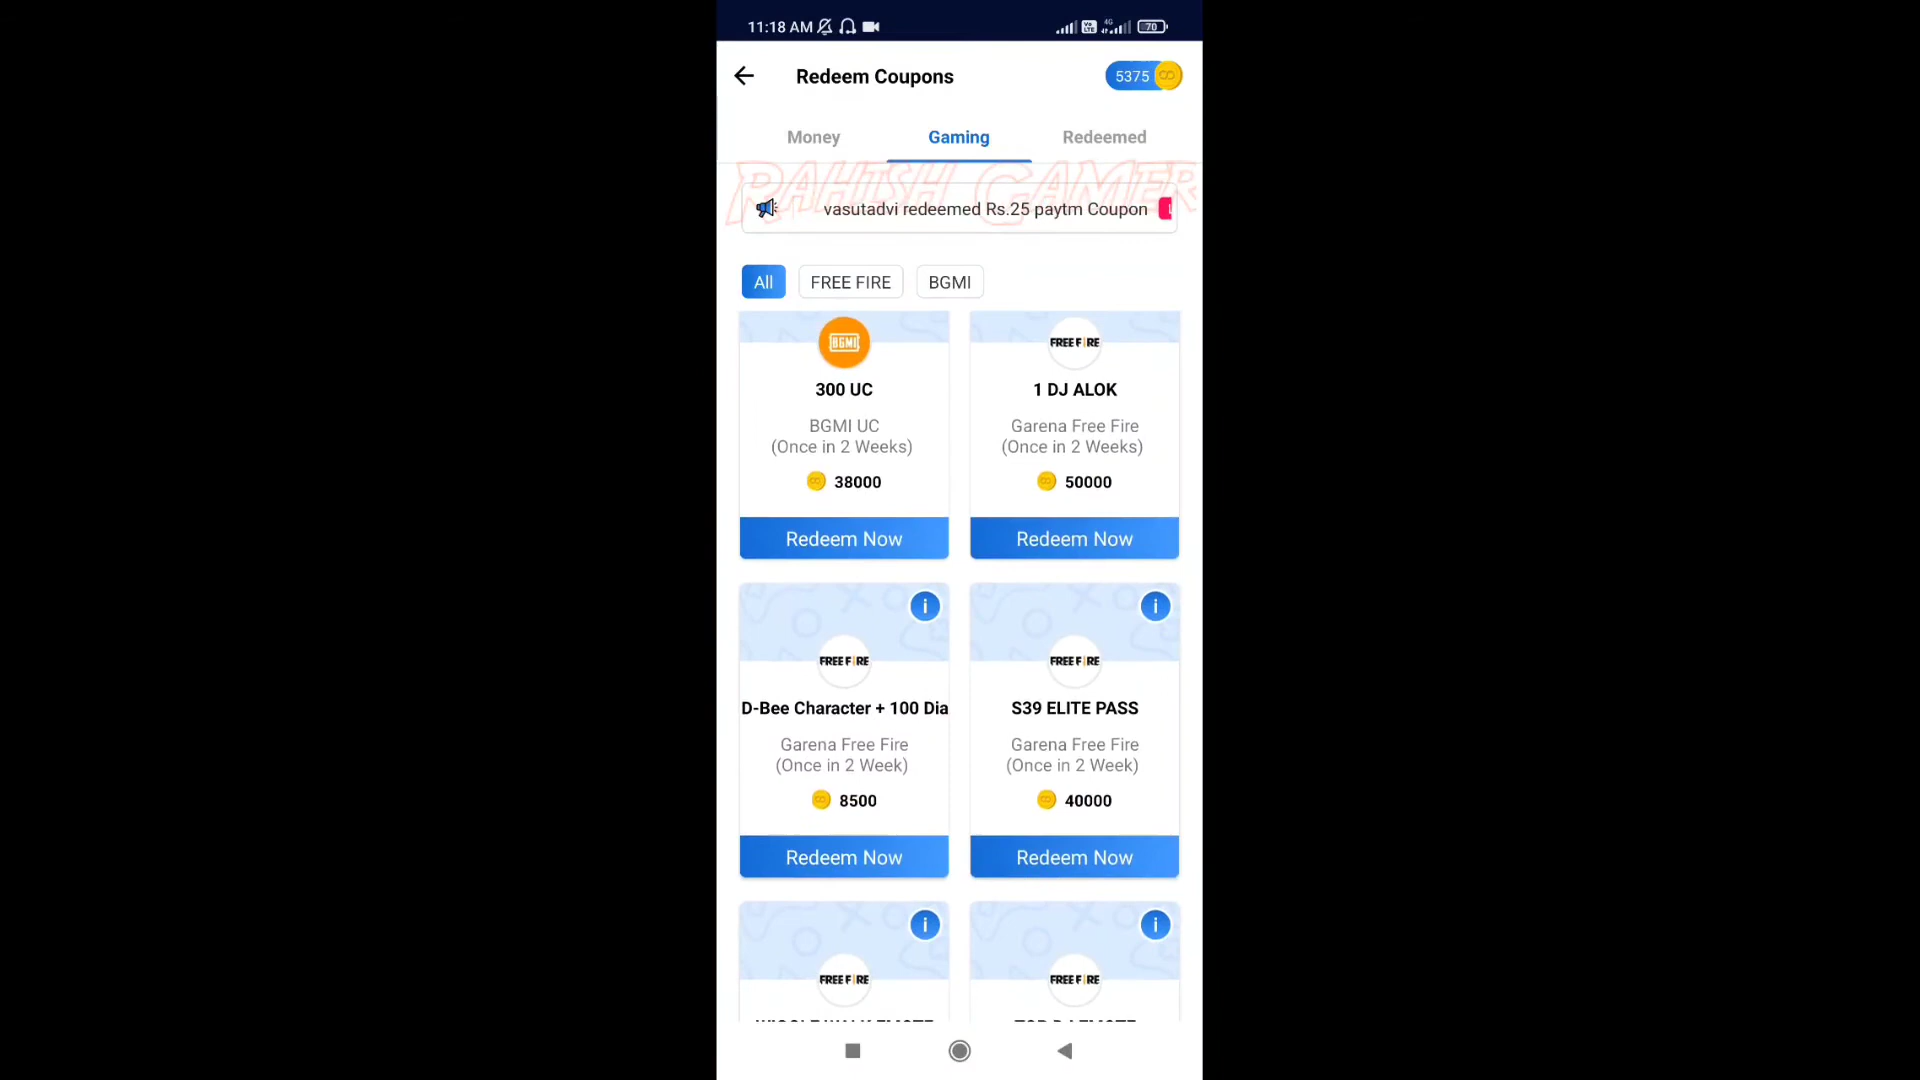 11:18 AM
70
Redeem Coupons
5375
Money
Gaming
Redeemed
RAHISH GAMER
vasutadvi redeemed Rs.25 paytm Coupon
All
FREE FIRE
BGMI
BGMI
FREE FIRE
300 UC
1 DJ ALOK
BGMI UC
Garena Free Fire
(Once in 2 Weeks)
(Once in 2 Weeks)
38000
50000
Redeem Now
Redeem Now
FREE FIRE
FREE FIRE
D-Bee Character + 100 Dia
S39 ELITE PASS
Garena Free Fire
Garena Free Fire
(Once in 2 Week)
(Once in 2 Week)
8500
40000
Redeem Now
Redeem Now
FREE FIRE
FREE FIRE